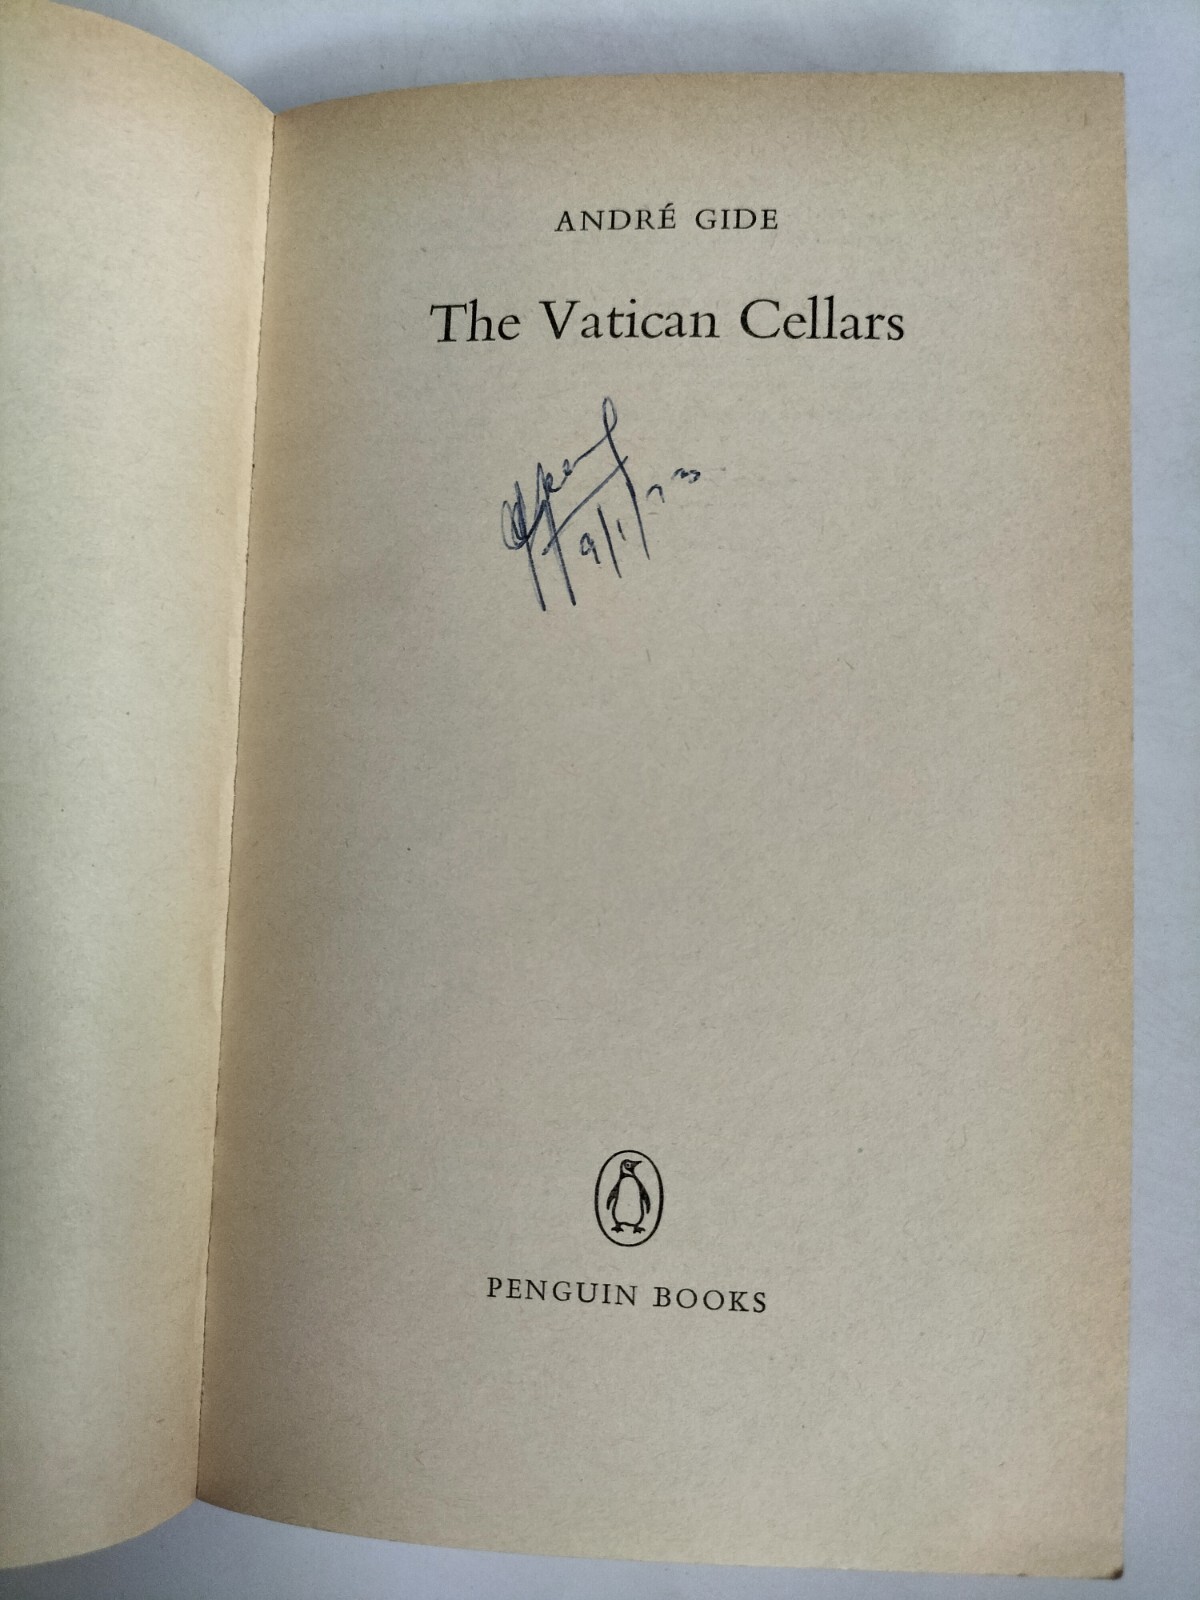 ANDRÉ GIDE
The Vatican Cellars
9/1/73
PENGUIN BOOKS